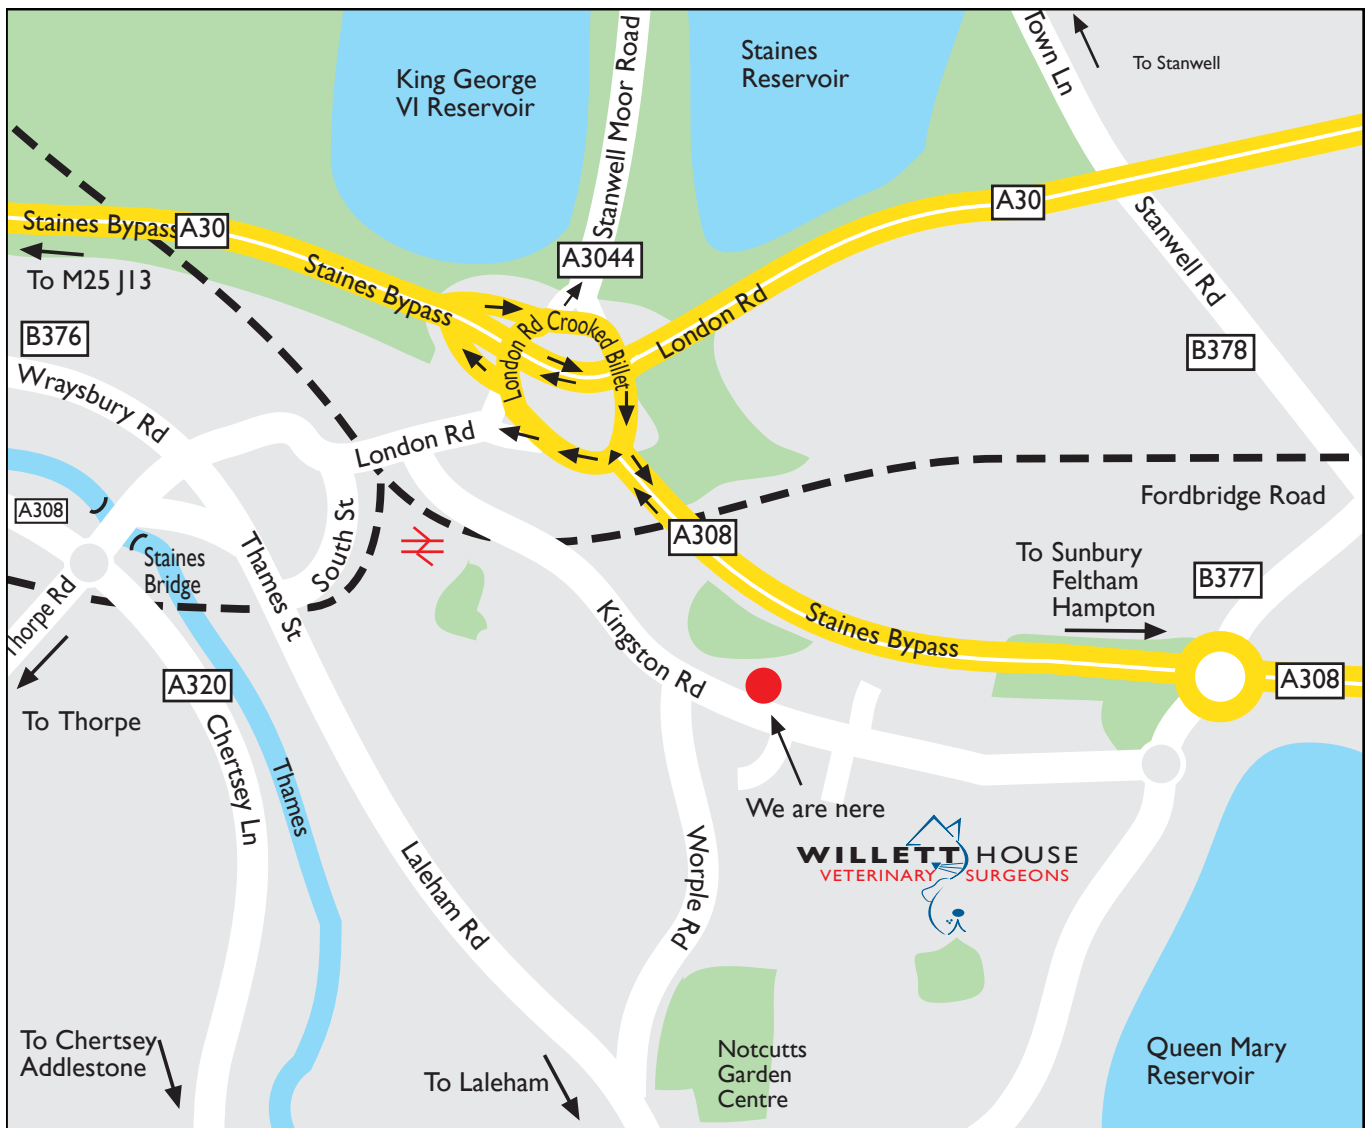 King George
VI Reservoir
Staines
Reservoir
Stanwell Moor Road
Town Ln
To Stanwell
A30
Staines Bypass
A30
Stanwell Rd
A3044
To M25 J13
Staines Bypass
London Rd
B376
London Rd
Crooked Billet
B378
Wraysbury Rd
London Rd
A308
Fordbridge Road
South St
A308
Staines
Bridge
Thames St
To Sunbury
Feltham
Hampton
B377
Thorpe Rd
Kingston Rd
Staines Bypass
A320
A308
To Thorpe
Chertsey Ln
Thames
We are nere
WILLETT HOUSE
VETERINARY SURGEONS
Laleham Rd
Worple Rd
To Chertsey
Addlestone
To Laleham
Notcutts
Garden
Centre
Queen Mary
Reservoir